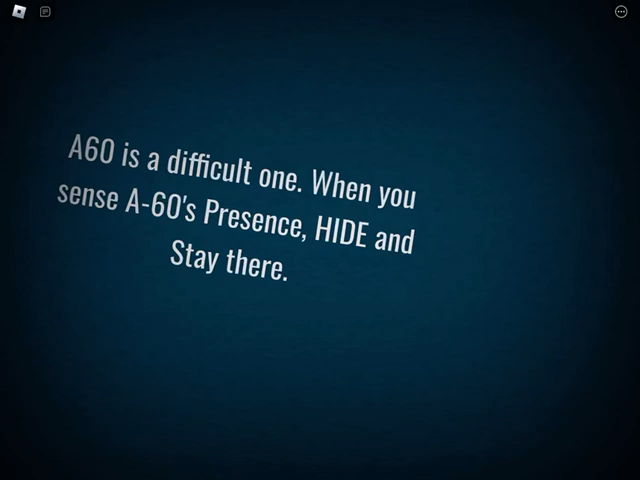 A60 is a difficult one. When you
sense A-60's Presence, HIDE and
Stay there.